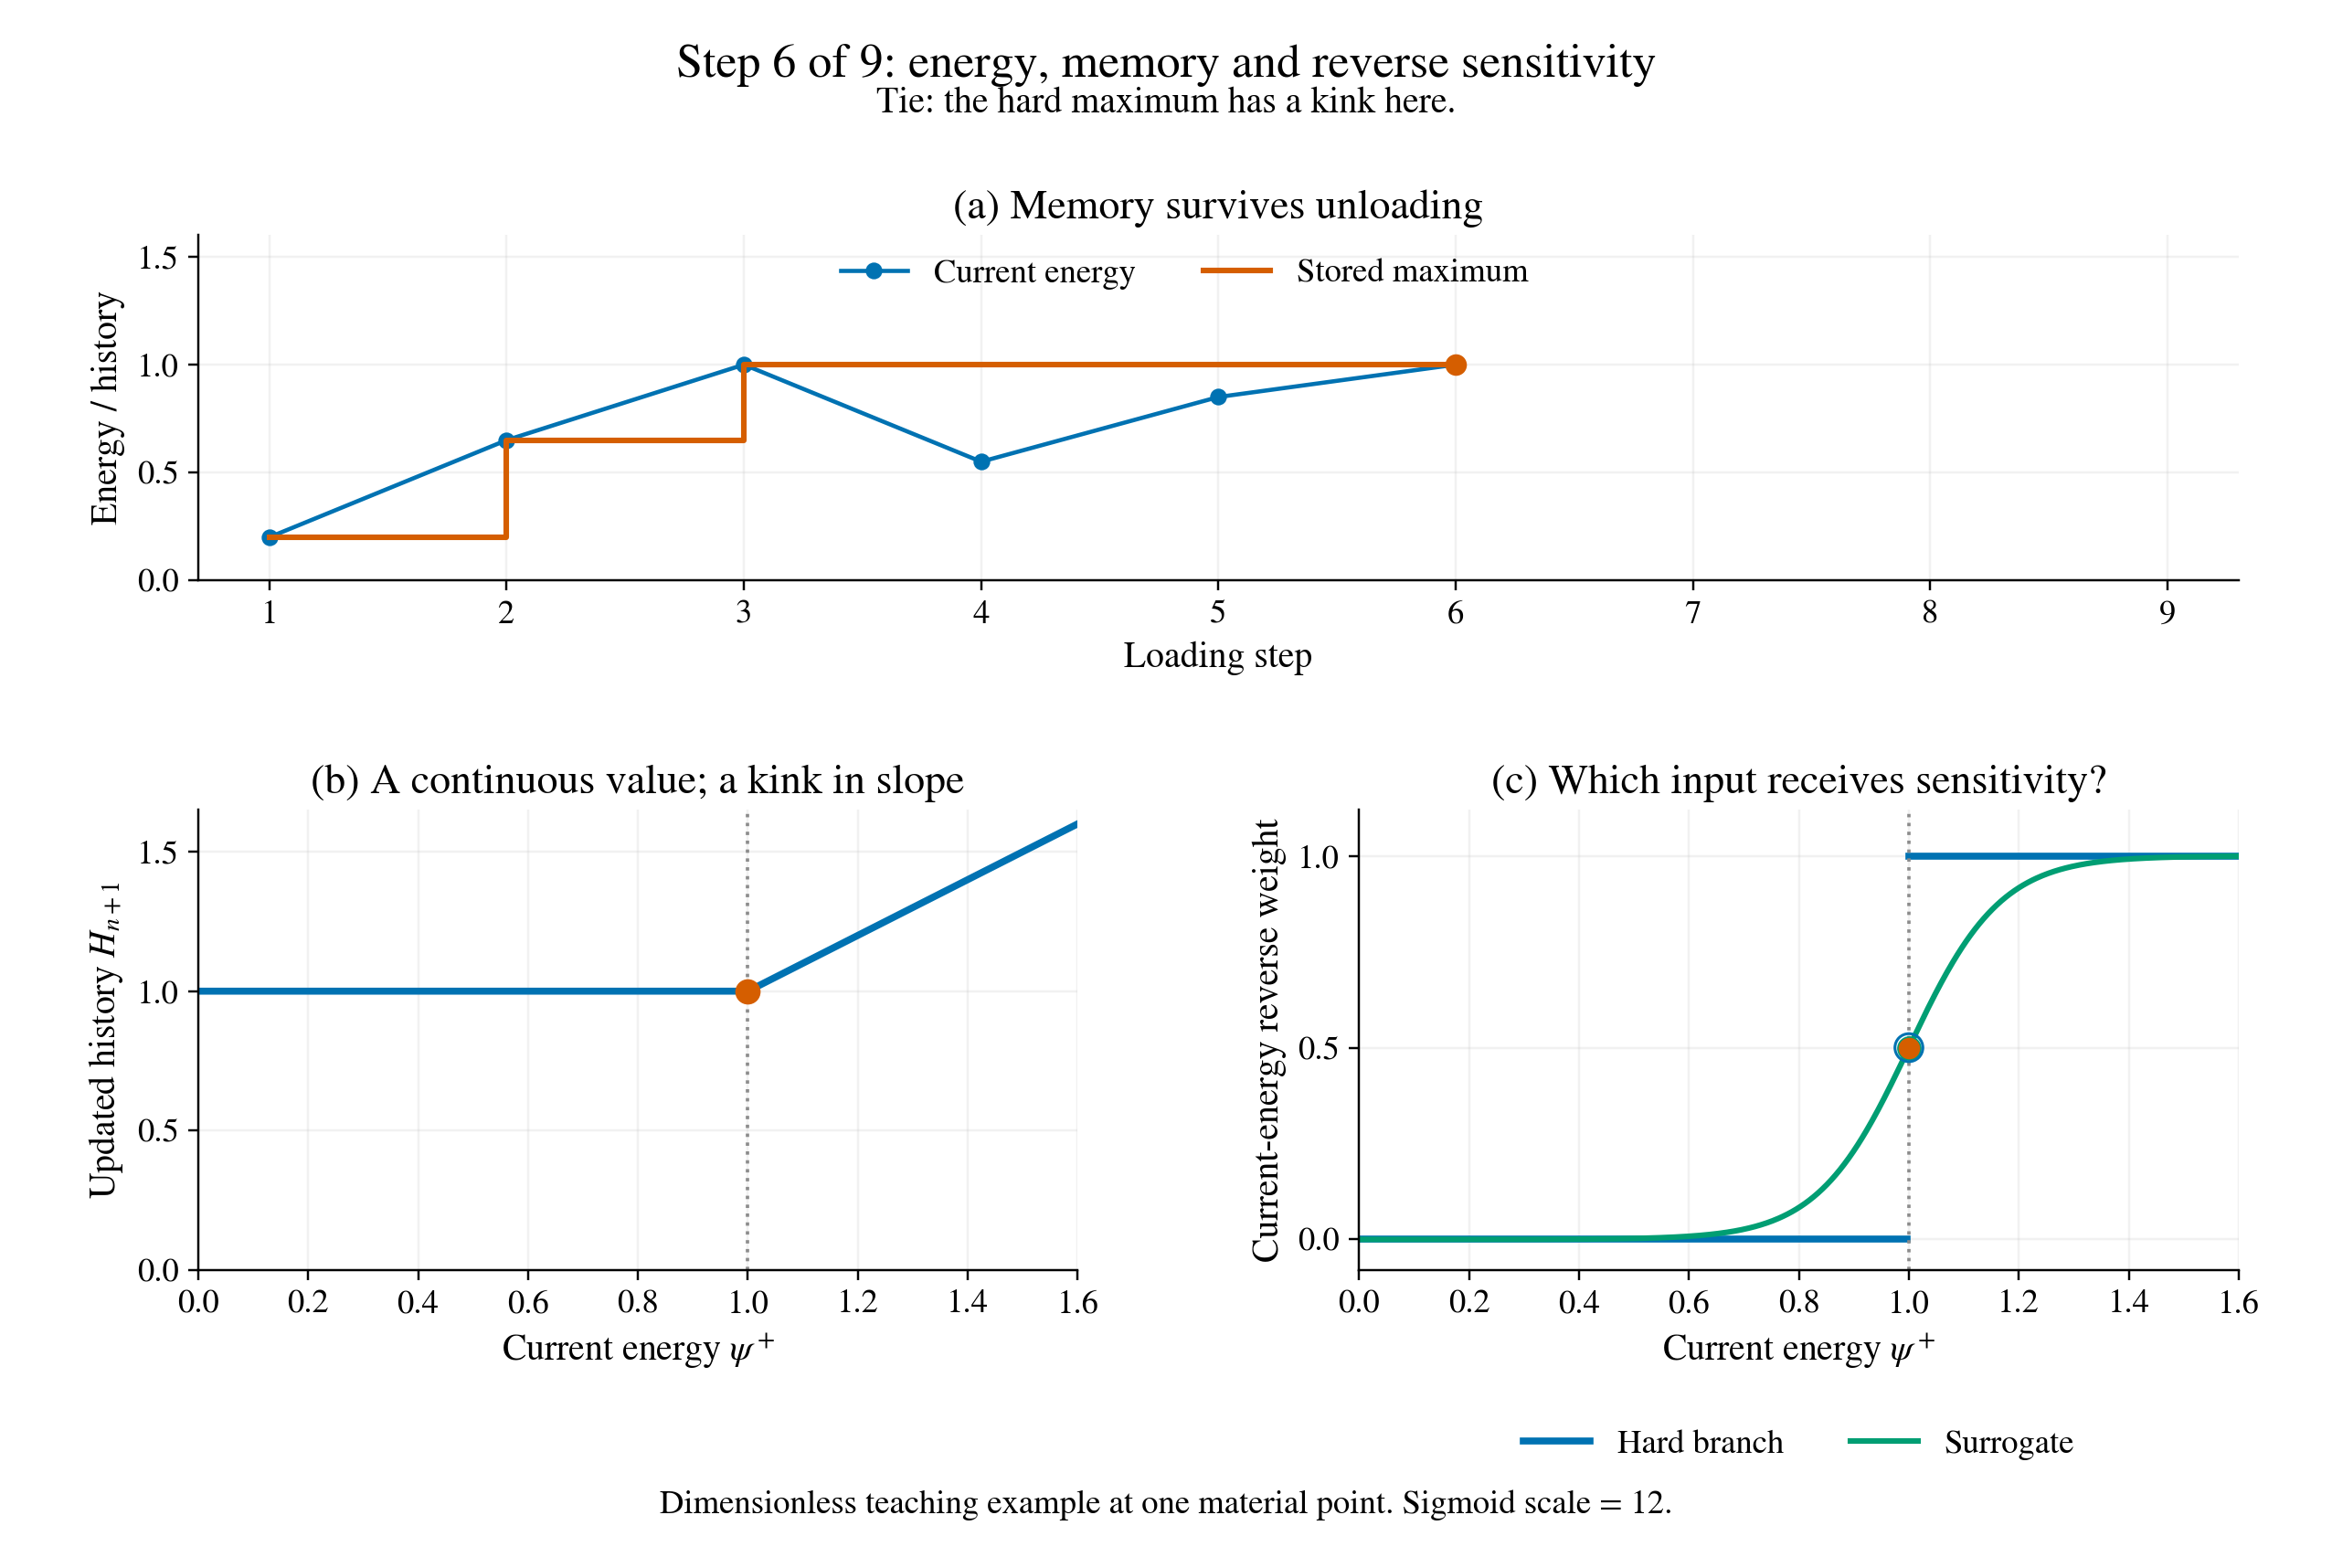 Step 6 of 9: energy, memory and reverse sensitivity
Tie: the hard maximum has a kink here.
(a) Memory survives unloading
Current energy
Stored maximum
Energy / history
1.5
1.0
0.5
0.0
1 2 3 4 5 6 7 8 9
Loading step
(b) A continuous value; a kink in slope
Updated history Hₙ₊₁
1.5
1.0
0.5
0.0
0.0 0.2 0.4 0.6 0.8 1.0 1.2 1.4 1.6
Current energy ψ⁺
(c) Which input receives sensitivity?
Current-energy reverse weight
1.0
0.5
0.0
0.0 0.2 0.4 0.6 0.8 1.0 1.2 1.4 1.6
Current energy ψ⁺
Hard branch
Surrogate
Dimensionless teaching example at one material point. Sigmoid scale = 12.